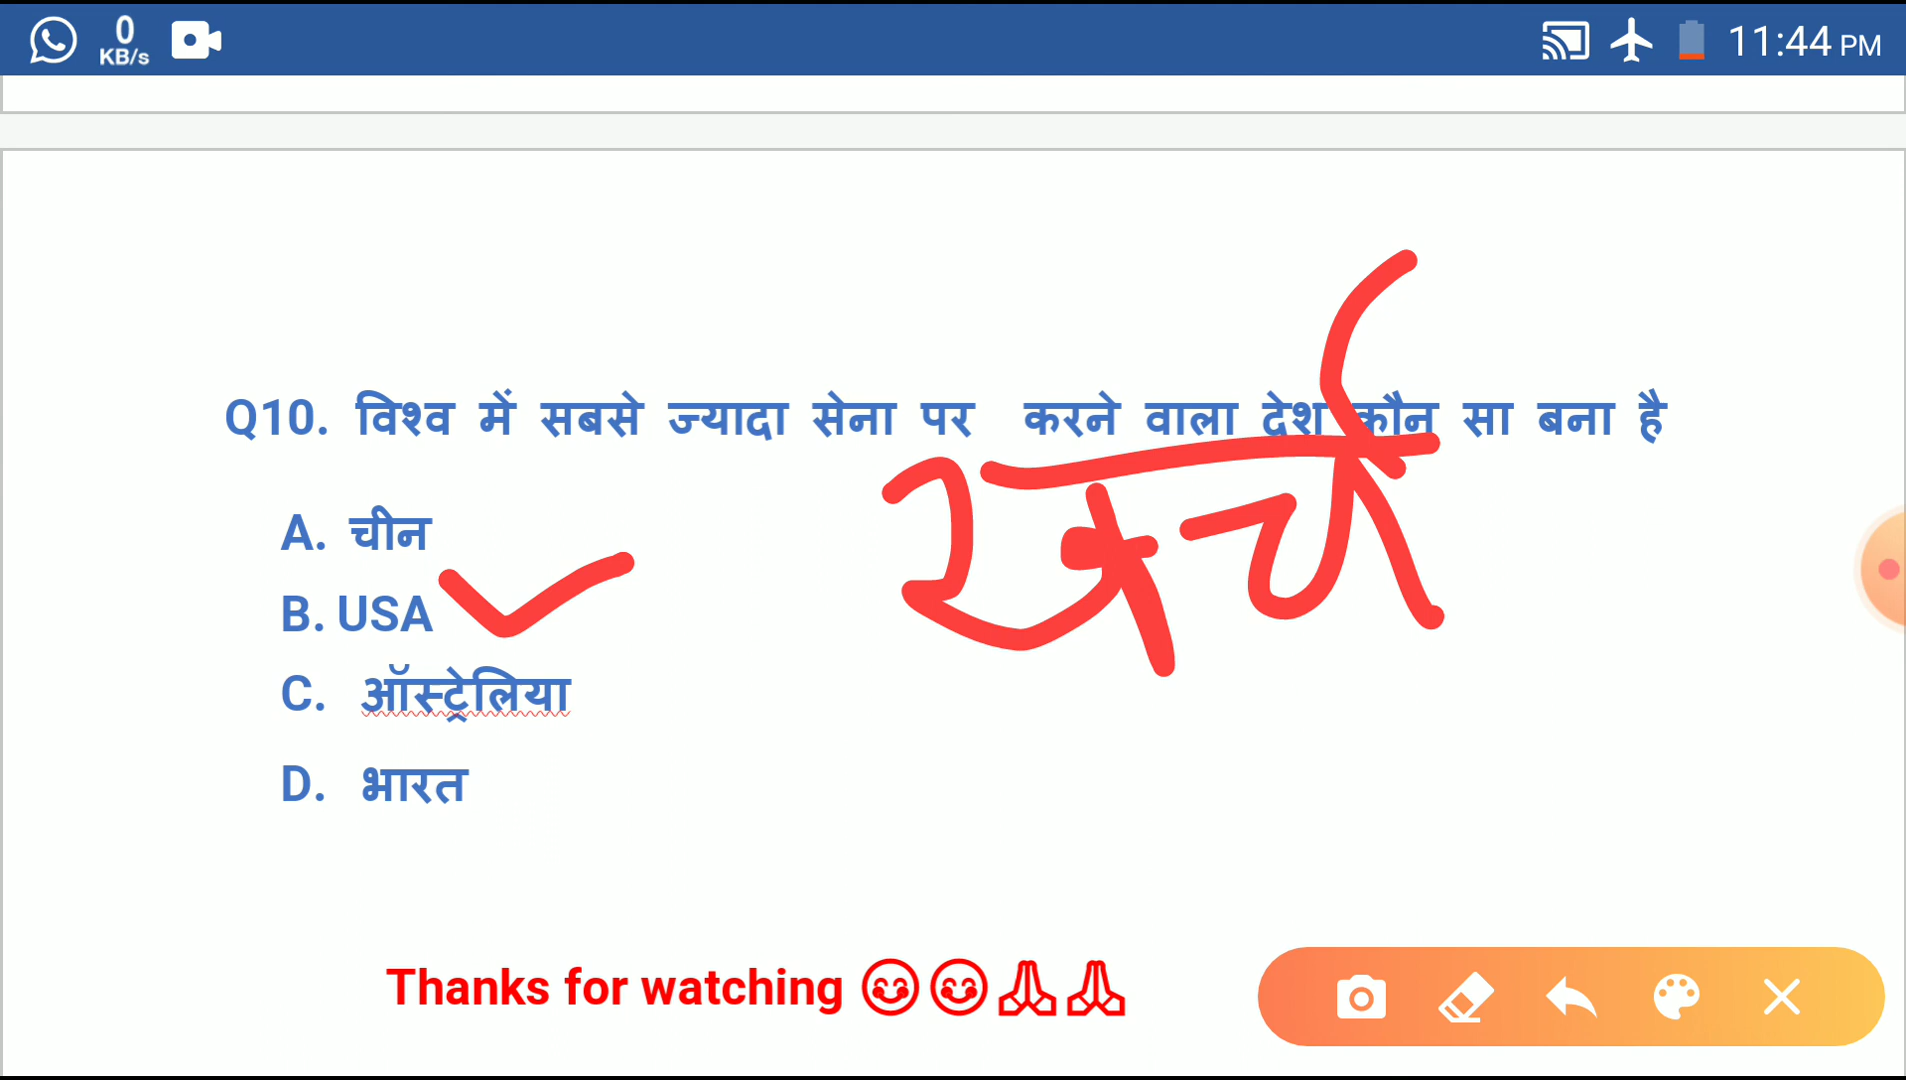 0
KB/s
11:44 PM
Q10. विश्व में सबसे ज्यादा सेना पर करने वाला देश कौन सा बना है
खर्च
A. चीन
B. USA
C. ऑस्ट्रेलिया
D. भारत
Thanks for watching 😊😊🙏🙏